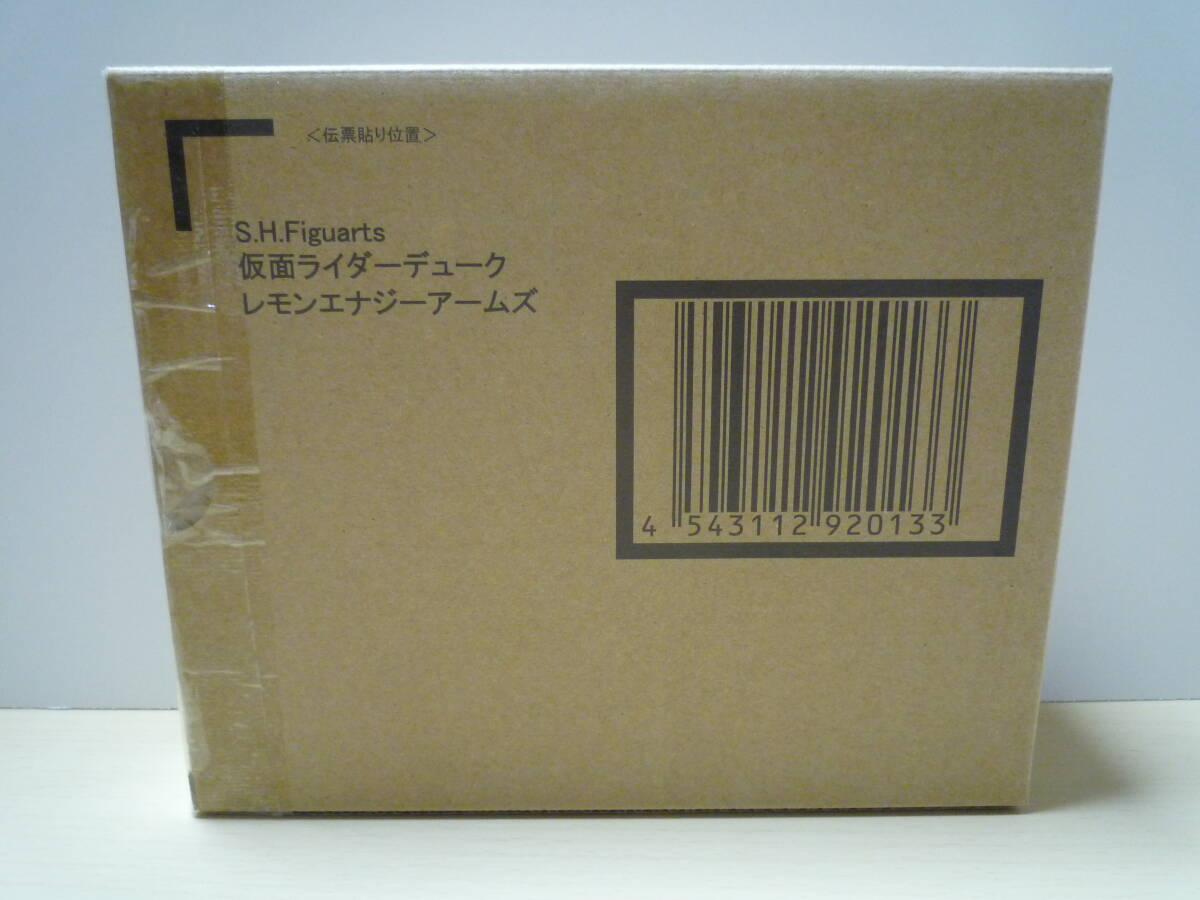 <伝票貼り位置>
S.H.Figuarts
仮面ライダーデューク
レモンエナジーアームズ
4 543112 920133